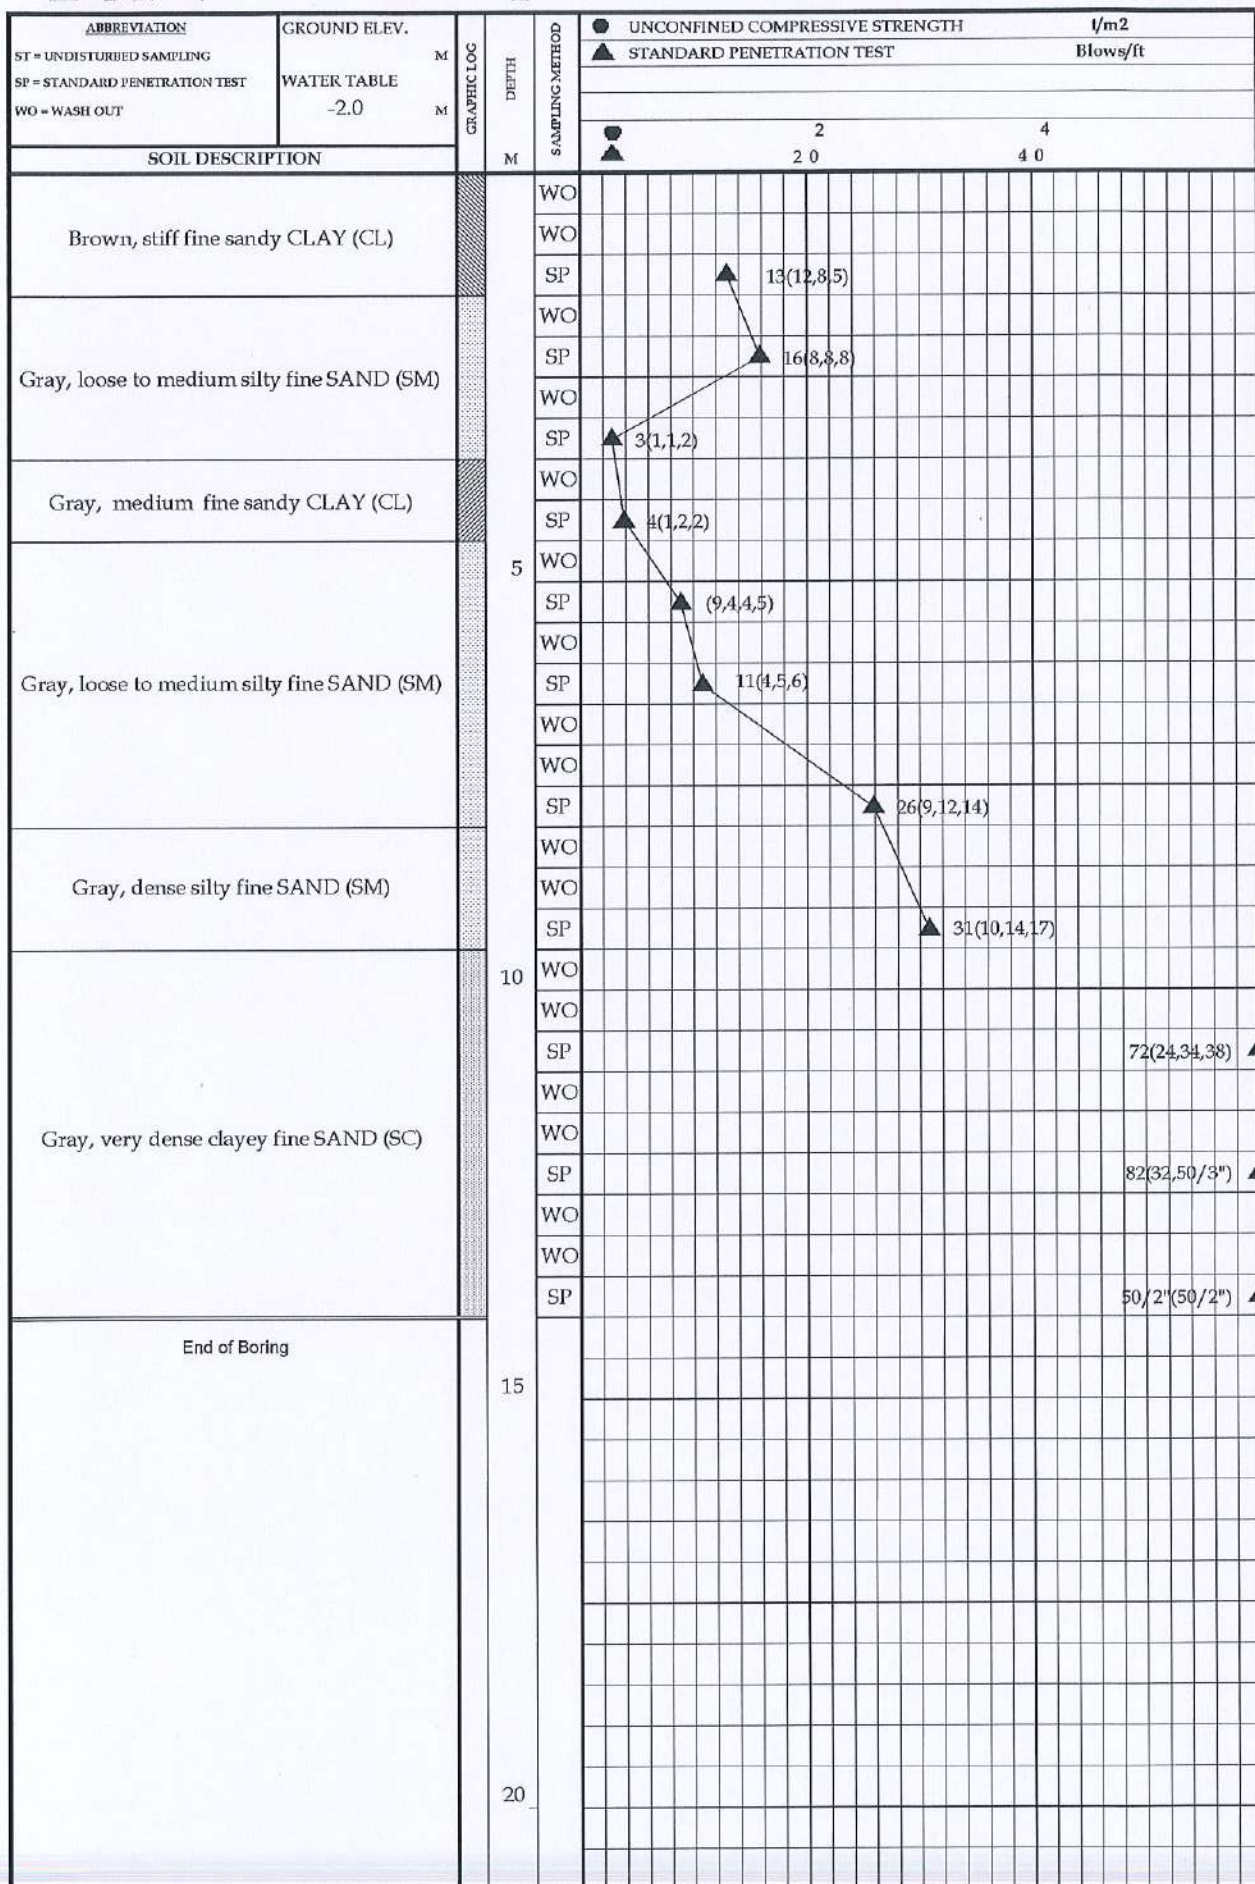 ABBREVIATION
ST = UNDISTURBED SAMPLING
SP = STANDARD PENETRATION TEST
WO = WASH OUT
GROUND ELEV.
M
WATER TABLE
-2.0 M
GRAPHIC LOG
DEPTH
M
SAMPLING METHOD
UNCONFINED COMPRESSIVE STRENGTH t/m2
STANDARD PENETRATION TEST Blows/ft
2 4
20 40
SOIL DESCRIPTION
WO
Brown, stiff fine sandy CLAY (CL) WO
SP 13(12,8,5)
WO
SP 16(8,8,8)
Gray, loose to medium silty fine SAND (SM)
WO
SP 3(1,1,2)
WO
Gray, medium fine sandy CLAY (CL)
SP 4(1,2,2)
5 WO
SP (9,4,4,5)
WO
Gray, loose to medium silty fine SAND (SM) SP 11(4,5,6)
WO
WO
SP 26(9,12,14)
WO
Gray, dense silty fine SAND (SM) WO
SP 31(10,14,17)
10 WO
WO
SP 72(24,34,38)
WO
Gray, very dense clayey fine SAND (SC) WO
SP 82(32,50/3")
WO
WO
SP 50/2"(50/2")
End of Boring
15
20